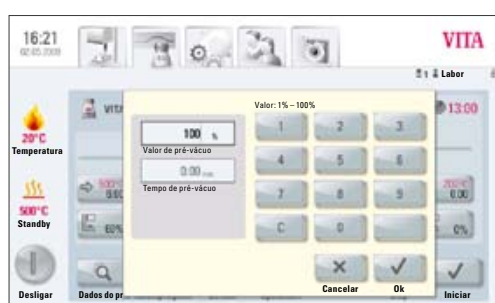 16:21
02.05.2009
VITA
1 Labor
Valor: 1% – 100%
13:00
100 %
Valor de pré-vácuo
0:00
Tempo de pré-vácuo
1 2 3
4 5 6
7 8 9
C 0
20°C
Temperatura
500°C
Standby
60%
0%
Cancelar
Ok
Desligar
Dados do pr
Iniciar